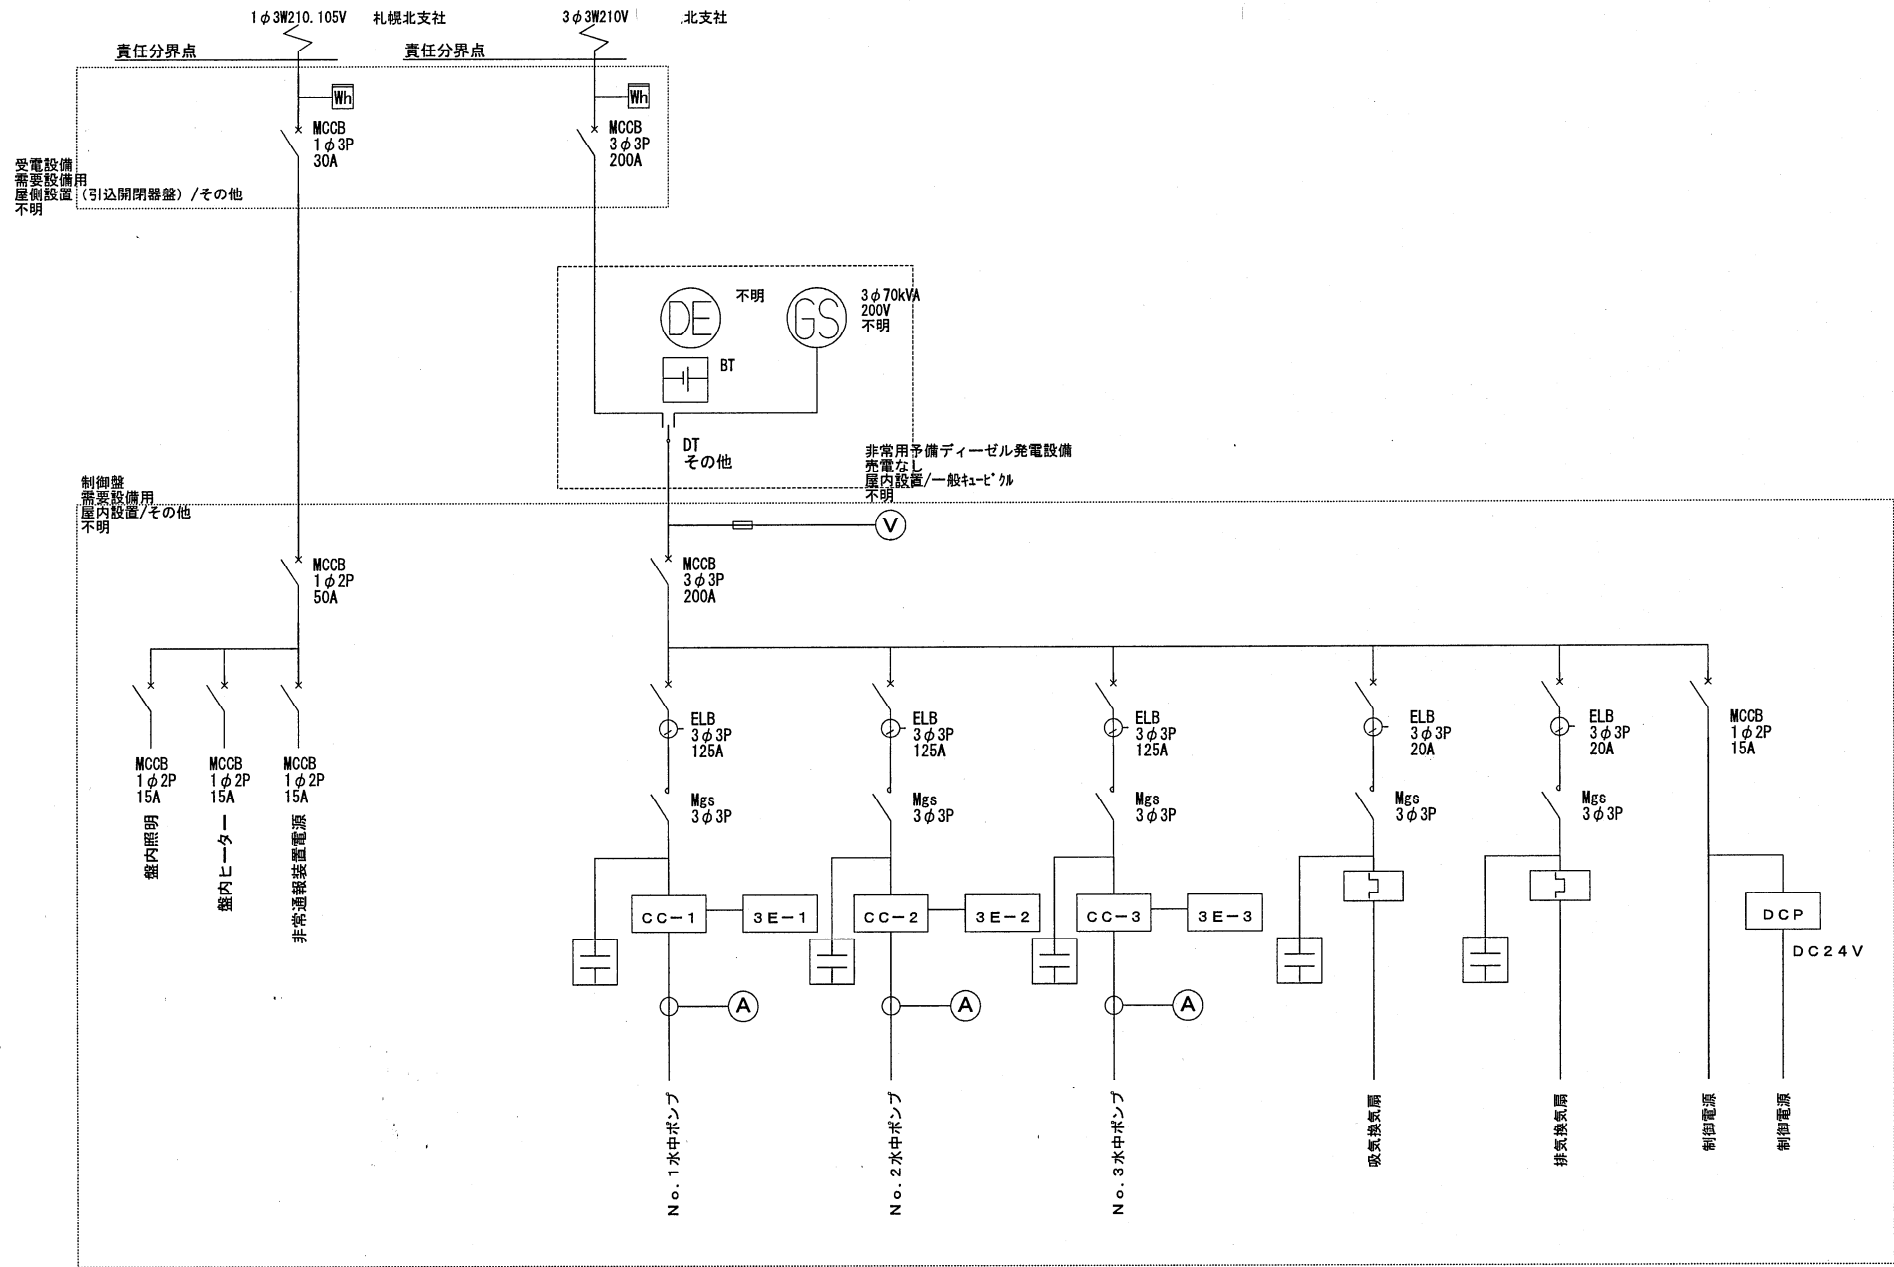 1φ3W210.105V 札幌北支社
3φ3W210V 北支社
責任分界点
責任分界点
Wh
Wh
MCCB
1φ3P
30A
MCCB
3φ3P
200A
受電設備
需要設備用
屋側設置(引込開閉器盤)/その他
不明
DE
不明
GS
3φ70kVA
200V
不明
BT
DT
その他
非常用予備ディーゼル発電設備
売電なし
屋内設置/一般ｷｭｰﾋﾞｸﾙ
不明
制御盤
需要設備用
屋内設置/その他
不明
V
MCCB
1φ2P
50A
MCCB
3φ3P
200A
MCCB
1φ2P
15A
盤内照明
MCCB
1φ2P
15A
盤内ヒーター
MCCB
1φ2P
15A
非常通報装置電源
ELB
3φ3P
125A
Mgs
3φ3P
CC-1
3E-1
A
No.1水中ポンプ
ELB
3φ3P
125A
Mgs
3φ3P
CC-2
3E-2
A
No.2水中ポンプ
ELB
3φ3P
125A
Mgs
3φ3P
CC-3
3E-3
A
No.3水中ポンプ
ELB
3φ3P
20A
Mgs
3φ3P
吸気換気扇
ELB
3φ3P
20A
Mgs
3φ3P
排気換気扇
MCCB
1φ2P
15A
制御電源
DCP
DC24V
制御電源